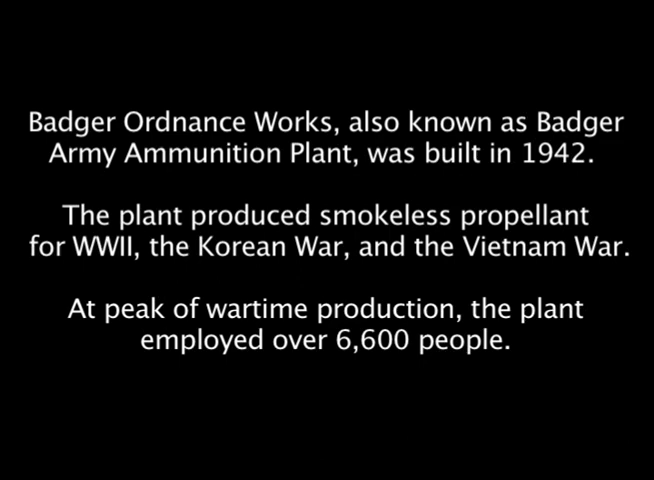 Badger Ordnance Works, also known as Badger
Army Ammunition Plant, was built in 1942.
The plant produced smokeless propellant
for WWII, the Korean War, and the Vietnam War.
At peak of wartime production, the plant
employed over 6,600 people.